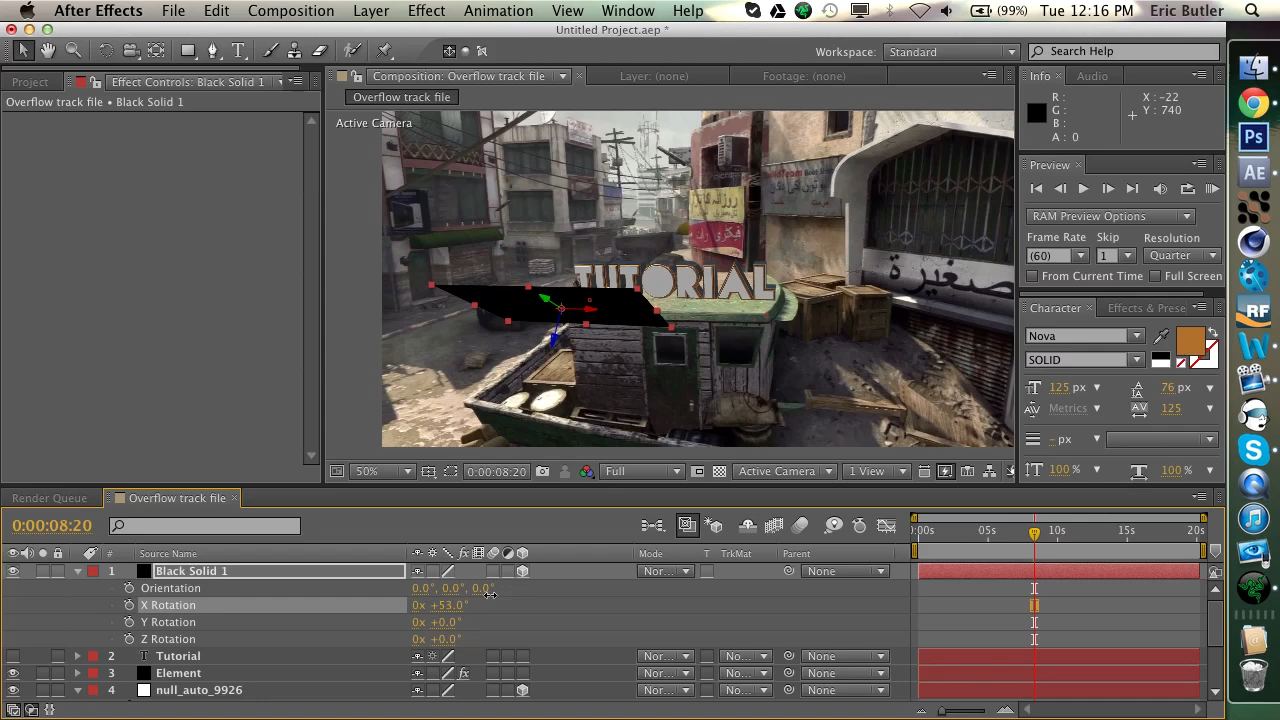 After Effects File Edit Composition Layer Effect Animation View Window Help (99%) Tue 12:16 PM Eric Butler
Untitled Project.aep *
Workspace: Standard Search Help
Project Effect Controls: Black Solid 1 Composition: Overflow track file Layer: (none) Footage: (none) Info Audio
Overflow track file • Black Solid 1
Overflow track file
Active Camera
R :
G :
B :
A : 0
X : -22
Y : 740
Preview
RAM Preview Options
Frame Rate Skip Resolution
(60) 1 Quarter
From Current Time Full Screen
Character Effects & Prese
Nova
SOLID
125 px 76 px
Metrics 125
- px
100 % 100 %
روزانہ
فیکٹری
صغيرة
TUTORIAL
50% 0:00:08:20 Full Active Camera 1 View
Render Queue Overflow track file
0:00:08:20
:00s 05s 10s 15s 20s
# Source Name fx Mode T TrkMat Parent
1 Black Solid 1 Nor... None
Orientation 0.0°, 0.0°, 0.0°
X Rotation 0x +53.0°
Y Rotation 0x +0.0°
Z Rotation 0x +0.0°
2 T Tutorial Nor... No... None
3 Element fx Nor... No... None
4 null_auto_9926 Nor... No... None
Ps
AE
RF
W
S